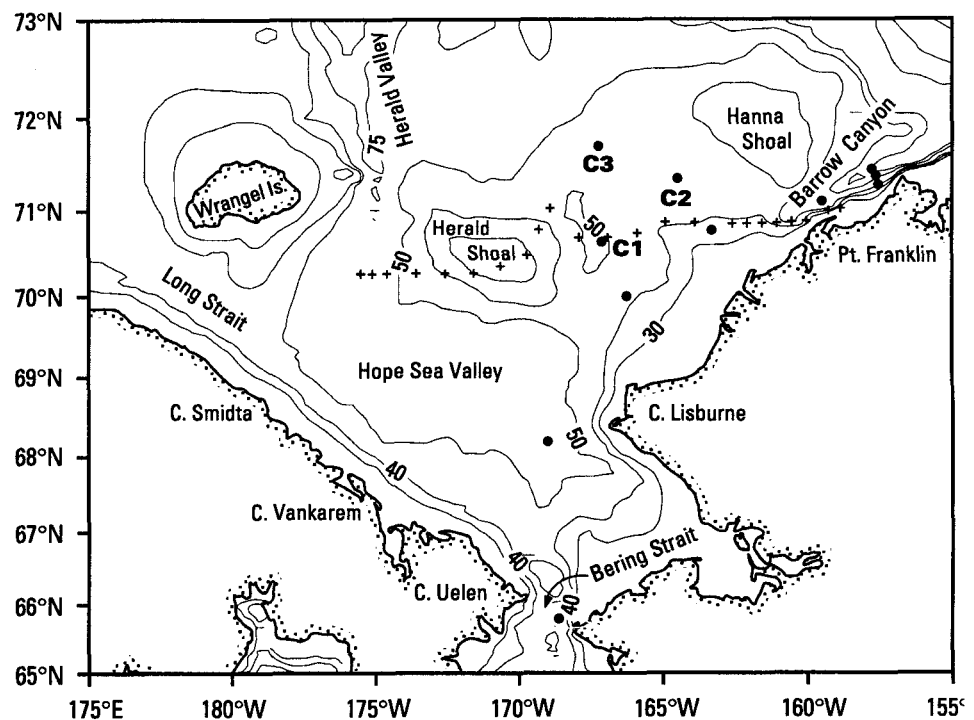 73°N
72°N
71°N
70°N
69°N
68°N
67°N
66°N
65°N
Herald Valley
75
Hanna
Shoal
Barrow Canyon
C3
C2
Wrangel Is.
Herald
Shoal
50
50
C1
Pt. Franklin
Long Strait
30
Hope Sea Valley
C. Smidta
C. Lisburne
50
40
C. Vankarem
40
Bering Strait
C. Uelen
40
175°E
180°W
175°W
170°W
165°W
160°W
155°